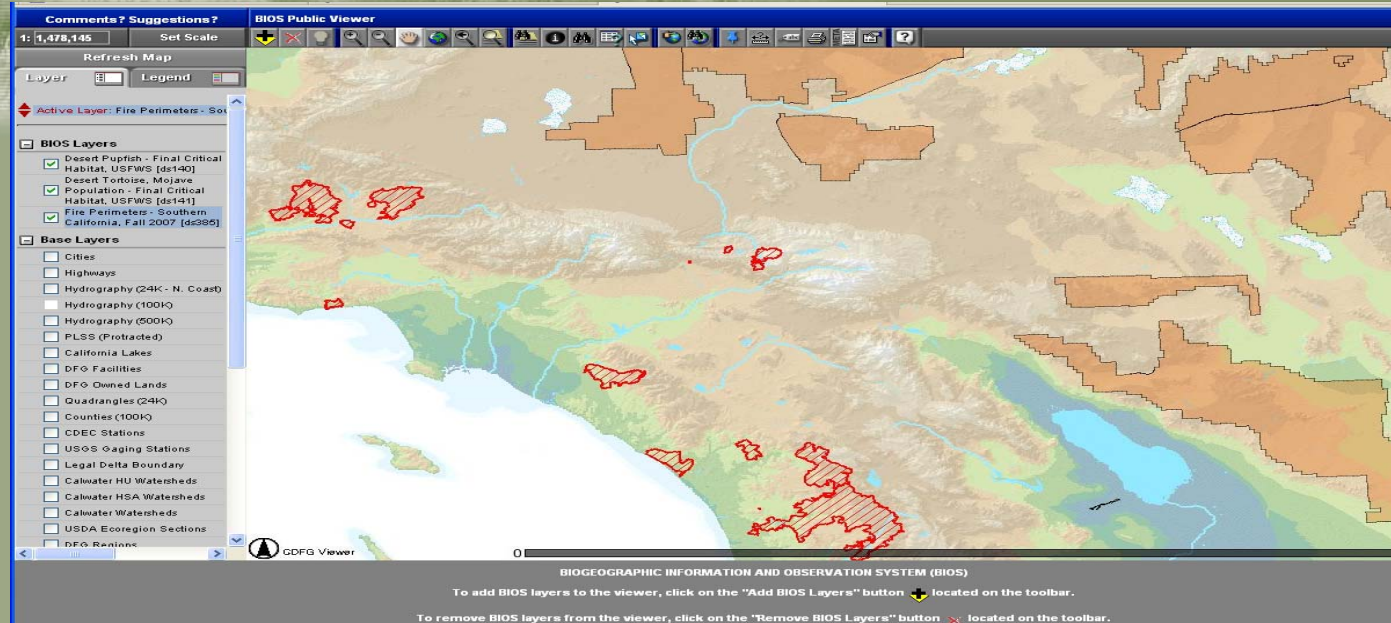 Comments? Suggestions?
BIOS Public Viewer
1: 1,478,145
Set Scale
Refresh Map
Layer
Legend
Active Layer: Fire Perimeters - Sou
BIOS Layers
Desert Pupfish - Final Critical
Habitat, USFWS [ds140]
Desert Tortoise, Mojave
Population - Final Critical
Habitat, USFWS [ds141]
Fire Perimeters - Southern
California, Fall 2007 [ds385]
Base Layers
Cities
Highways
Hydrography (24K - N. Coast)
Hydrography (100K)
Hydrography (500K)
PLSS (Protracted)
California Lakes
DFG Facilities
DFG Owned Lands
Quadrangles (24K)
Counties (100K)
CDEC Stations
USGS Gaging Stations
Legal Delta Boundary
Calwater HU Watersheds
Calwater HSA Watersheds
Calwater Watersheds
USDA Ecoregion Sections
DFG Regions
CDFG Viewer
0
BIOGEOGRAPHIC INFORMATION AND OBSERVATION SYSTEM (BIOS)
To add BIOS layers to the viewer, click on the "Add BIOS Layers" button located on the toolbar.
To remove BIOS layers from the viewer, click on the "Remove BIOS Layers" button located on the toolbar.